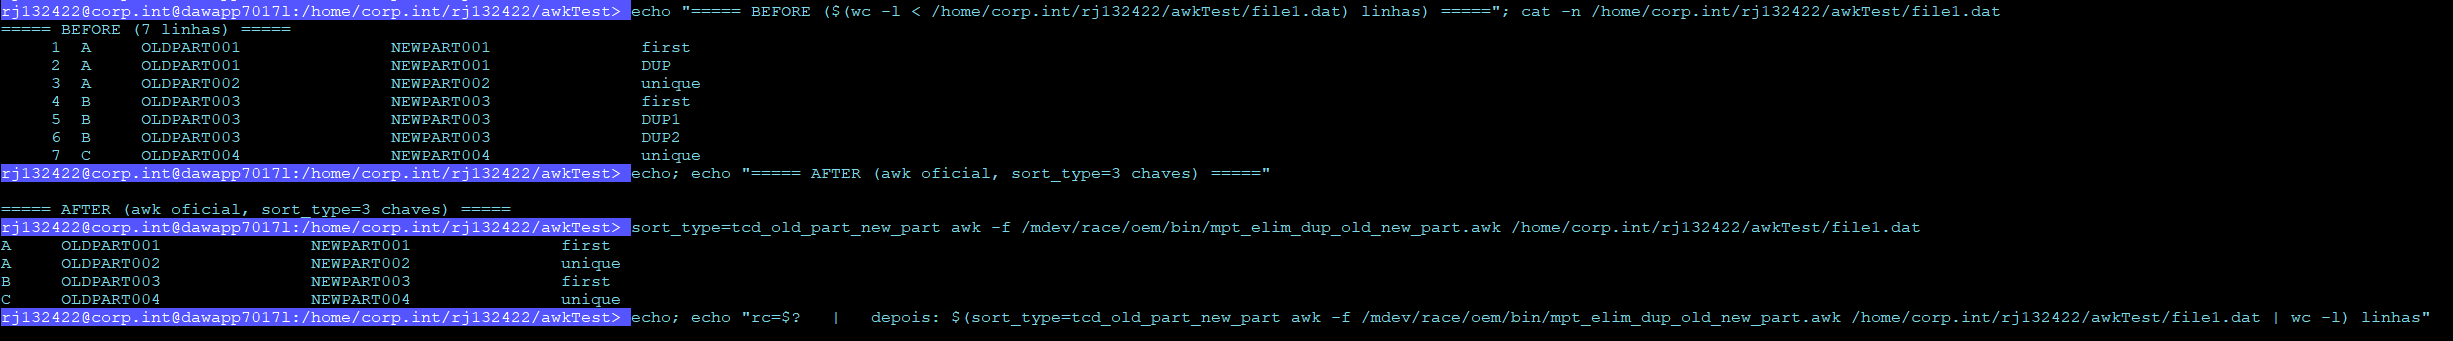 rj132422@corp.int@dawapp7017l:/home/corp.int/rj132422/awkTest> echo "===== BEFORE ($(wc -l < /home/corp.int/rj132422/awkTest/file1.dat) linhas) ====="; cat -n /home/corp.int/rj132422/awkTest/file1.dat
===== BEFORE (7 linhas) =====
     1  A     OLDPART001               NEWPART001               first
     2  A     OLDPART001               NEWPART001               DUP
     3  A     OLDPART002               NEWPART002               unique
     4  B     OLDPART003               NEWPART003               first
     5  B     OLDPART003               NEWPART003               DUP1
     6  B     OLDPART003               NEWPART003               DUP2
     7  C     OLDPART004               NEWPART004               unique
rj132422@corp.int@dawapp7017l:/home/corp.int/rj132422/awkTest> echo; echo "===== AFTER (awk oficial, sort_type=3 chaves) ====="

===== AFTER (awk oficial, sort_type=3 chaves) =====
rj132422@corp.int@dawapp7017l:/home/corp.int/rj132422/awkTest> sort_type=tcd_old_part_new_part awk -f /mdev/race/oem/bin/mpt_elim_dup_old_new_part.awk /home/corp.int/rj132422/awkTest/file1.dat
A     OLDPART001               NEWPART001               first
A     OLDPART002               NEWPART002               unique
B     OLDPART003               NEWPART003               first
C     OLDPART004               NEWPART004               unique
rj132422@corp.int@dawapp7017l:/home/corp.int/rj132422/awkTest> echo; echo "rc=$?   |   depois: $(sort_type=tcd_old_part_new_part awk -f /mdev/race/oem/bin/mpt_elim_dup_old_new_part.awk /home/corp.int/rj132422/awkTest/file1.dat | wc -l) linhas"